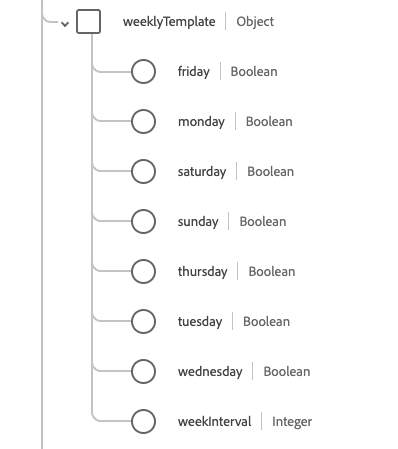 weeklyTemplate | Object
friday | Boolean
monday | Boolean
saturday | Boolean
sunday | Boolean
thursday | Boolean
tuesday | Boolean
wednesday | Boolean
weekInterval | Integer